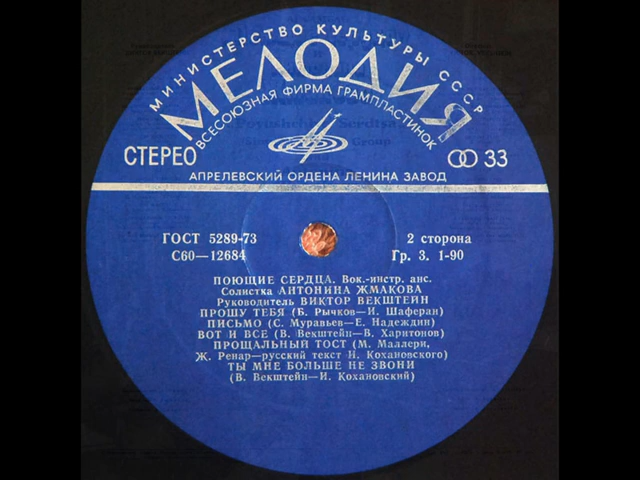 МИНИСТЕРСТВО КУЛЬТУРЫ СССР
МЕЛОДИЯ
ВСЕСОЮЗНАЯ ФИРМА ГРАМПЛАСТИНОК
СТЕРЕО
33
АПРЕЛЕВСКИЙ ОРДЕНА ЛЕНИНА ЗАВОД
ГОСТ 5289-73
2 сторона
С60—12684
Гр. 3. 1-90
ПОЮЩИЕ СЕРДЦА. Вок.-инстр. анс.
Солистка АНТОНИНА ЖМАКОВА
Руководитель ВИКТОР ВЕКШТЕЙН
ПРОШУ ТЕБЯ (Б. Рычков—И. Шаферан)
ПИСЬМО (С. Муравьев—Е. Надеждин)
ВОТ И ВСЕ (В. Векштейн—В. Харитонов)
ПРОЩАЛЬНЫЙ ТОСТ (М. Маллери,
Ж. Ренар—русский текст И. Кохановского)
ТЫ МНЕ БОЛЬШЕ НЕ ЗВОНИ
(В. Векштейн—И. Кохановский)